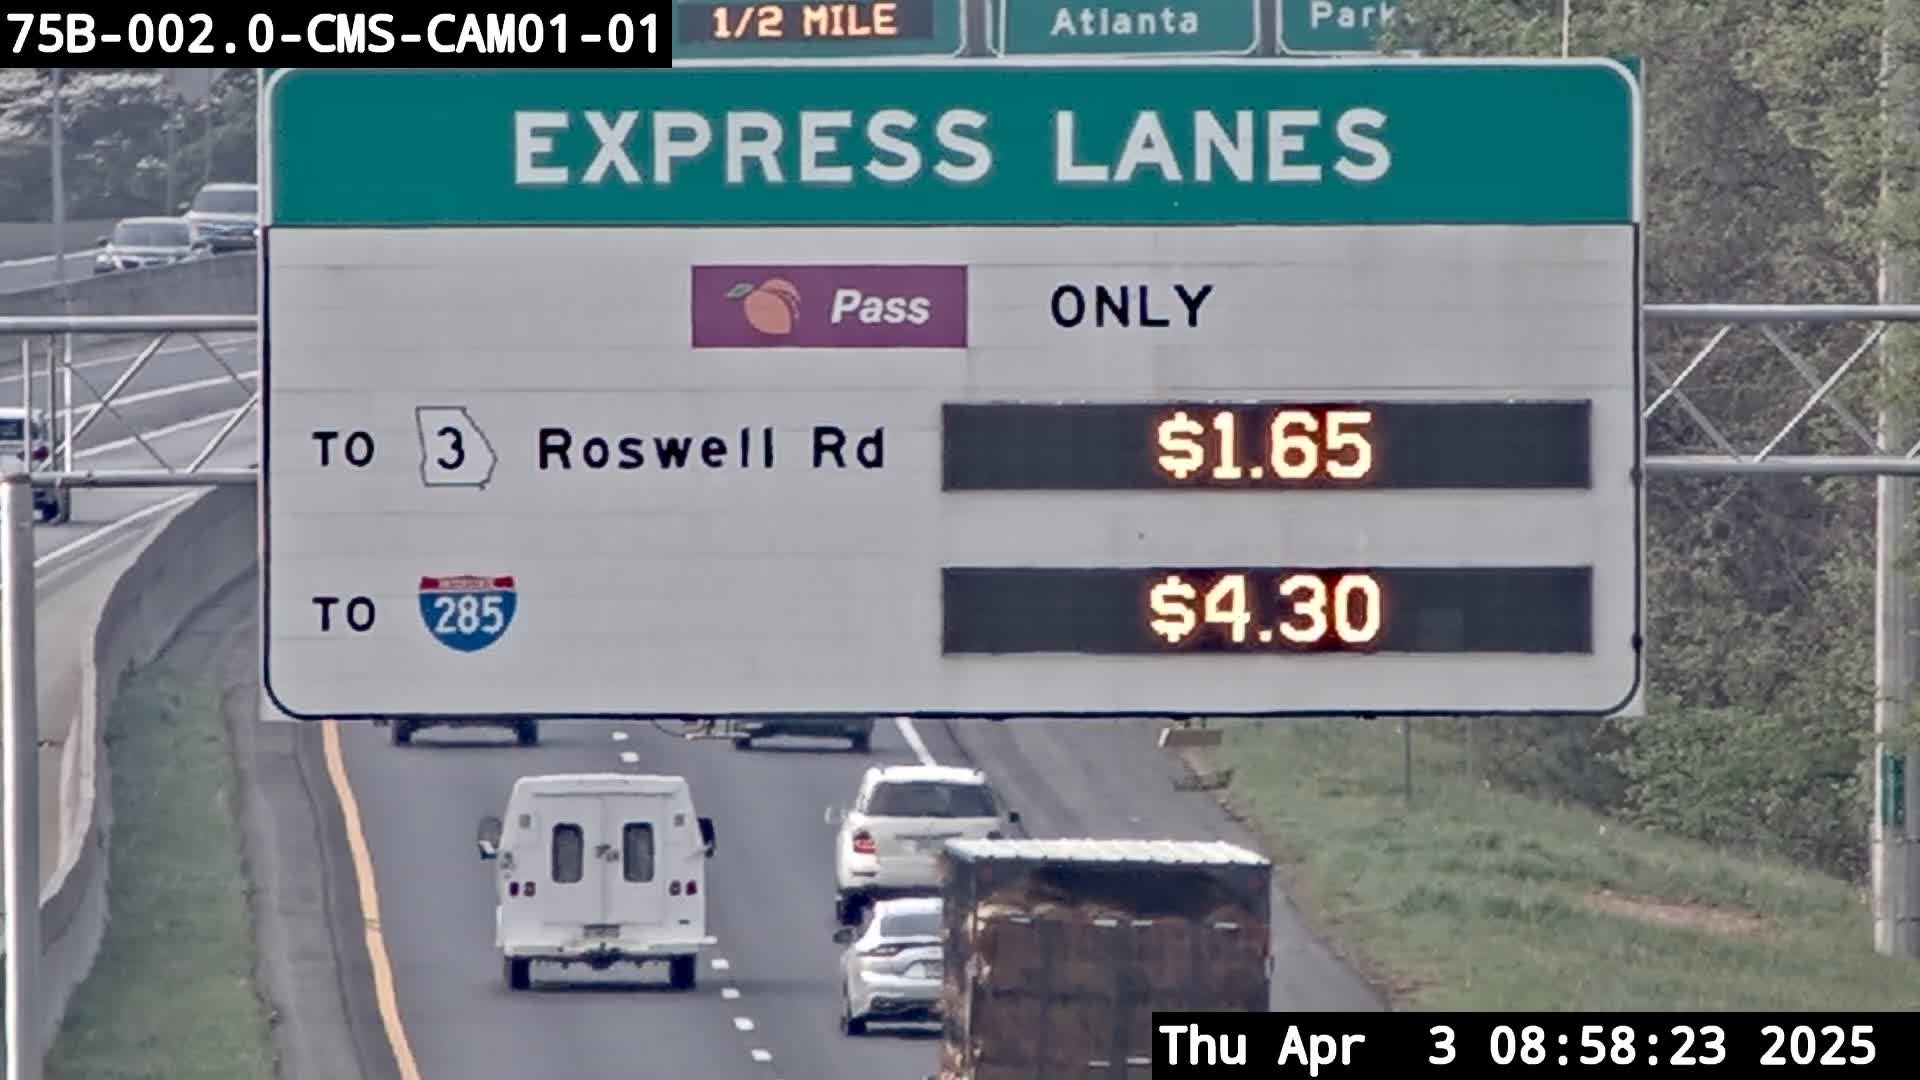 75B-002.0-CMS-CAM01-01
1/2 MILE
Atlanta
Park
EXPRESS LANES
Pass ONLY
TO 3 Roswell Rd $1.65
TO 285 $4.30
Thu Apr 3 08:58:23 2025